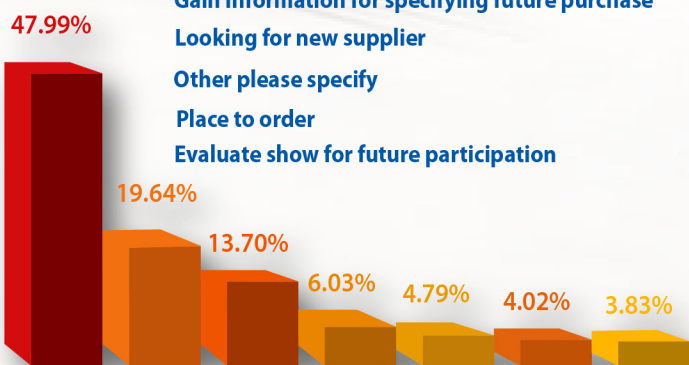 Gain information for specifying future purchase
47.99%
Looking for new supplier
Other please specify
Place to order
Evaluate show for future participation
19.64%
13.70%
6.03%
4.79%
4.02%
3.83%